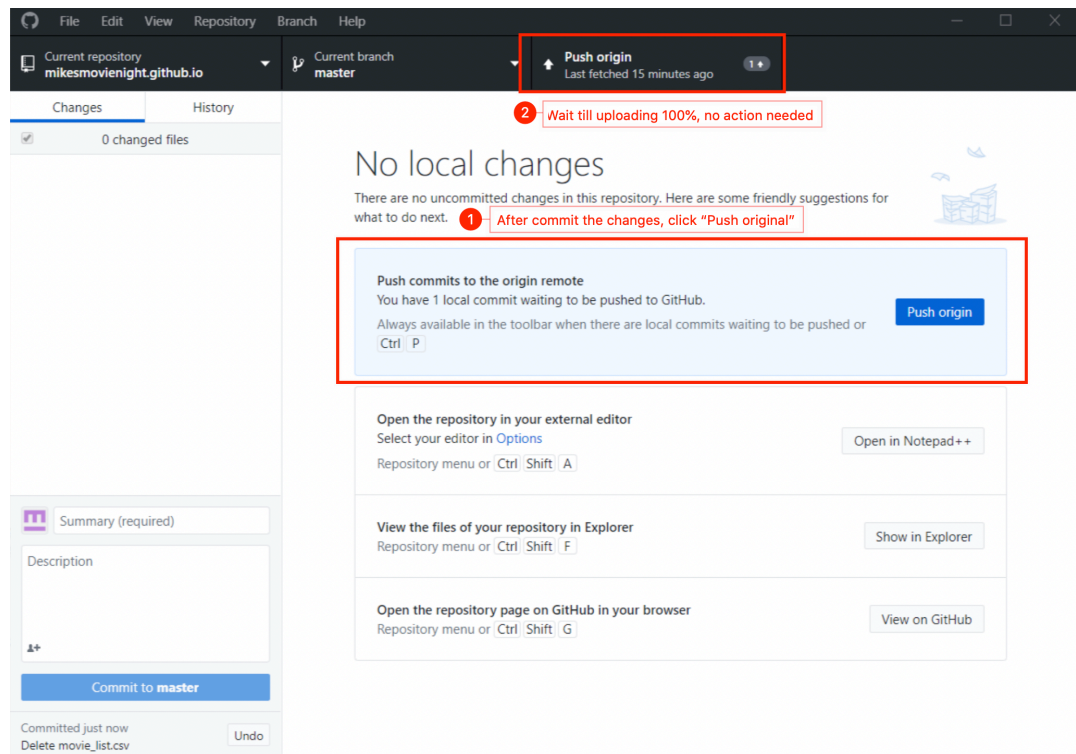 File Edit View Repository Branch Help
Current repository
mikesmovienight.github.io
Current branch
master
Push origin
Last fetched 15 minutes ago
1
Changes History
2 Wait till uploading 100%, no action needed
0 changed files
No local changes
There are no uncommitted changes in this repository. Here are some friendly suggestions for
what to do next.
1 After commit the changes, click “Push original”
Push commits to the origin remote
You have 1 local commit waiting to be pushed to GitHub.
Push origin
Always available in the toolbar when there are local commits waiting to be pushed or
Ctrl P
Open the repository in your external editor
Select your editor in Options
Open in Notepad++
Repository menu or Ctrl Shift A
View the files of your repository in Explorer
Show in Explorer
Repository menu or Ctrl Shift F
Open the repository page on GitHub in your browser
View on GitHub
Repository menu or Ctrl Shift G
Summary (required)
Description
Commit to master
Committed just now
Delete movie_list.csv
Undo